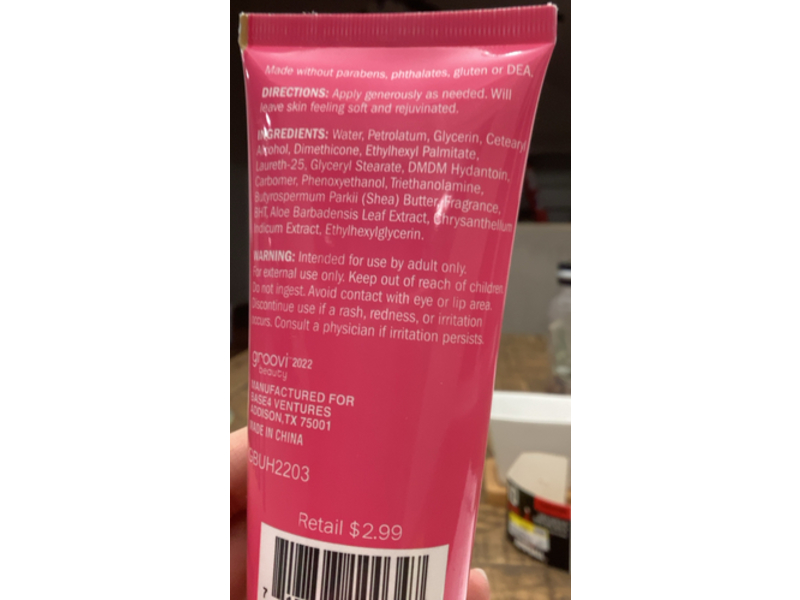 Made without parabens, phthalates, gluten or DEA.
DIRECTIONS: Apply generously as needed. Will
leave skin feeling soft and rejuvinated.
INGREDIENTS: Water, Petrolatum, Glycerin, Cetearyl
Alcohol, Dimethicone, Ethylhexyl Palmitate,
Laureth-25, Glyceryl Stearate, DMDM Hydantoin,
Carbomer, Phenoxyethanol, Triethanolamine,
Butyrospermum Parkii (Shea) Butter, Fragrance,
BHT, Aloe Barbadensis Leaf Extract, Chrysanthellum
Indicum Extract, Ethylhexylglycerin.
WARNING: Intended for use by adult only.
For external use only. Keep out of reach of children.
Do not ingest. Avoid contact with eye or lip area.
Discontinue use if a rash, redness, or irritation
occurs. Consult a physician if irritation persists.
groovi 2022
beauty
MANUFACTURED FOR
BASE4 VENTURES
ADDISON, TX 75001
MADE IN CHINA
GBUH2203
Retail $2.99
7